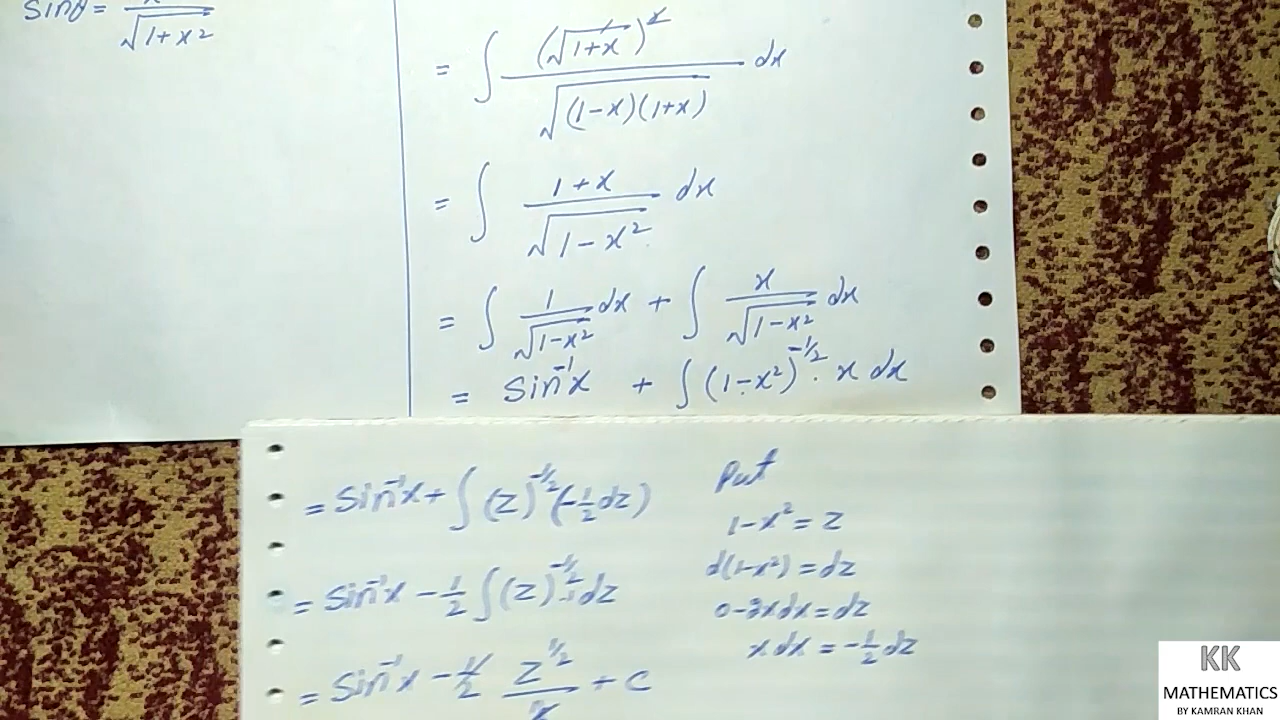 Sinθ = x/√1+x²
= ∫ (√1+x)²/√(1-x)(1+x) dx
= ∫ 1+x/√1-x² dx
= ∫ 1/√1-x² dx + ∫ x/√1-x² dx
= Sin⁻¹x + ∫(1-x²)^-1/2 . x dx
= Sin⁻¹x + ∫(z)^-1/2 (-1/2 dz)
= Sin⁻¹x - 1/2 ∫(z)^-1/2 dz
= Sin⁻¹x - 1/2 z^1/2/1/2 + c
Put
1-x² = z
d(1-x²) = dz
0-2xdx = dz
xdx = -1/2 dz
KK
MATHEMATICS
BY KAMRAN KHAN